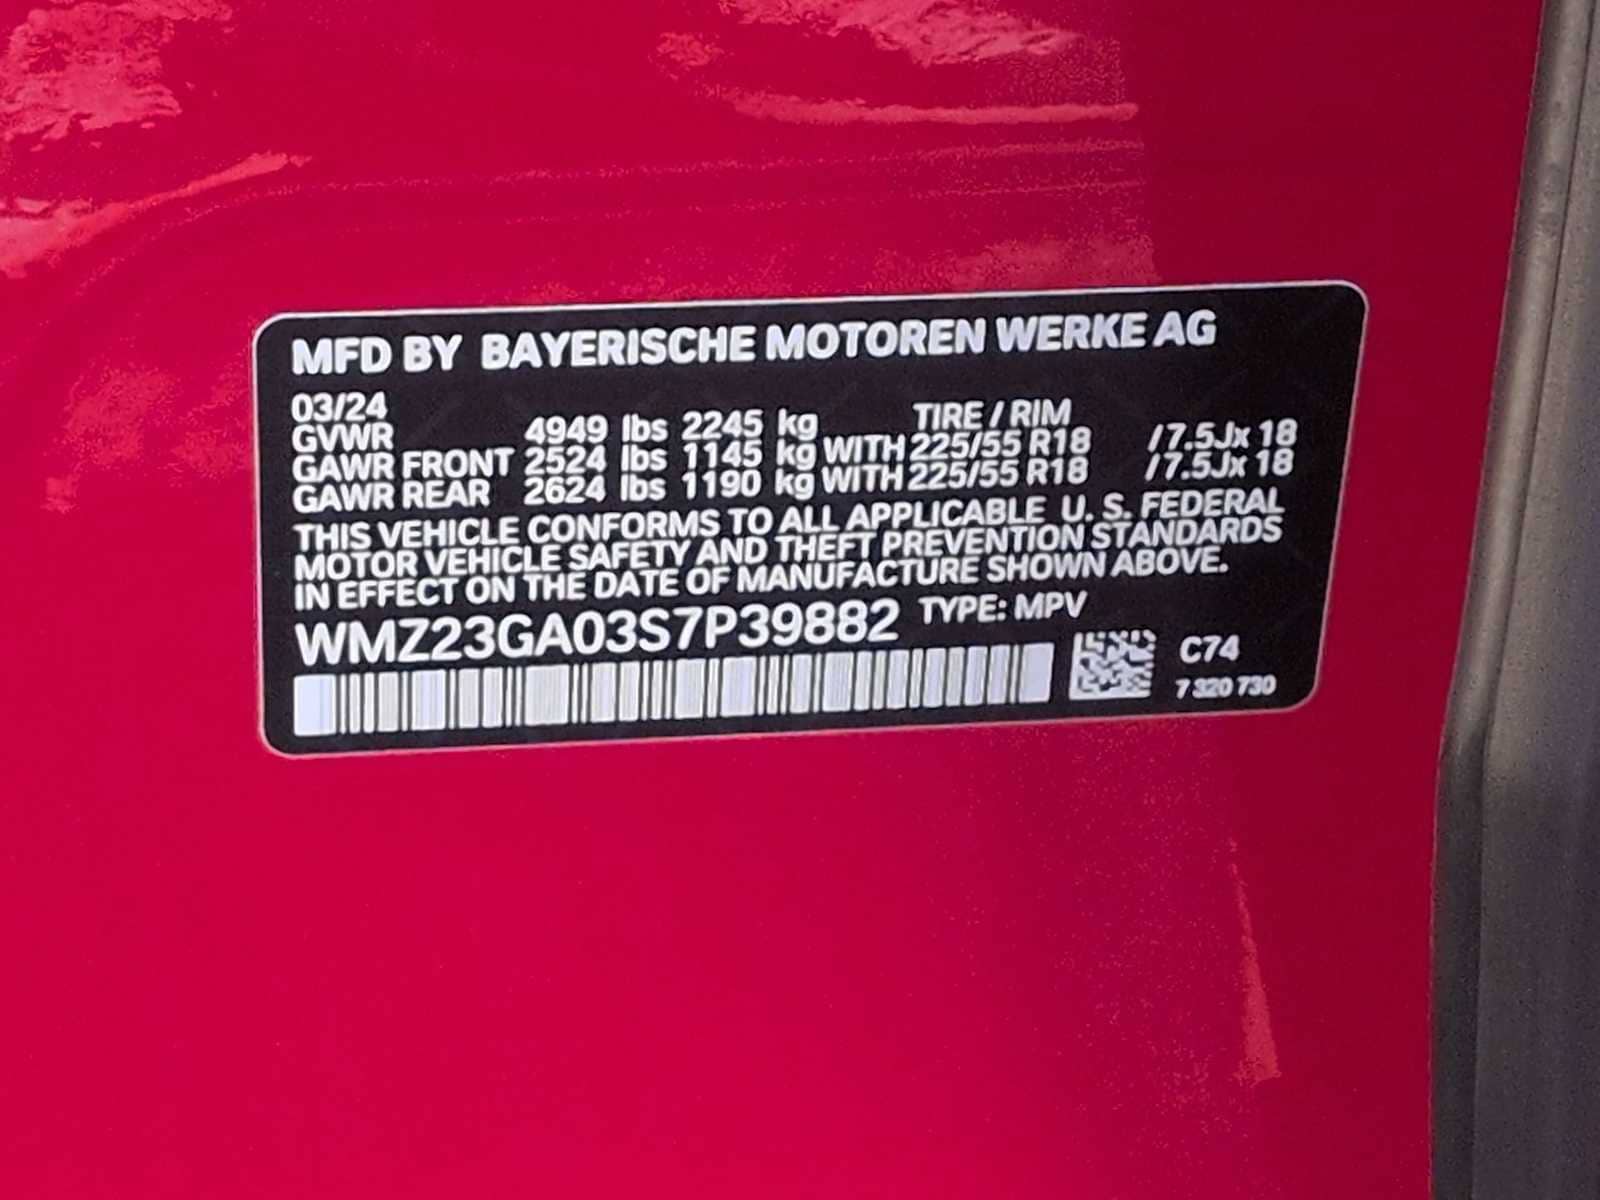 MFD BY BAYERISCHE MOTOREN WERKE AG
03/24 TIRE / RIM
GVWR 4949 lbs 2245 kg
GAWR FRONT 2524 lbs 1145 kg WITH 225/55 R18 / 7.5Jx 18
GAWR REAR 2624 lbs 1190 kg WITH 225/55 R18 / 7.5Jx 18
THIS VEHICLE CONFORMS TO ALL APPLICABLE U. S. FEDERAL
MOTOR VEHICLE SAFETY AND THEFT PREVENTION STANDARDS
IN EFFECT ON THE DATE OF MANUFACTURE SHOWN ABOVE.
WMZ23GA03S7P39882 TYPE: MPV
C74
7 320 730